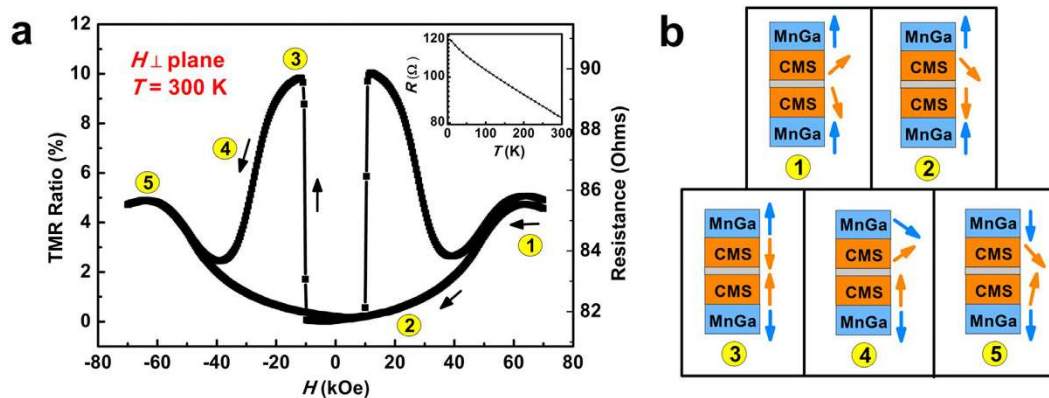 a
H ⊥ plane
T = 300 K
TMR Ratio (%)
12
10
8
6
4
2
0
-80 -60 -40 -20 0 20 40 60 80
H (kOe)
Resistance (Ohms)
90
88
86
84
82
R (Ω)
120
100
80
0 100 200 300
T (K)
3
4
5
1
2
b
MnGa MnGa
CMS CMS
CMS CMS
MnGa MnGa
1 2
MnGa MnGa MnGa
CMS CMS CMS
CMS CMS CMS
MnGa MnGa MnGa
3 4 5